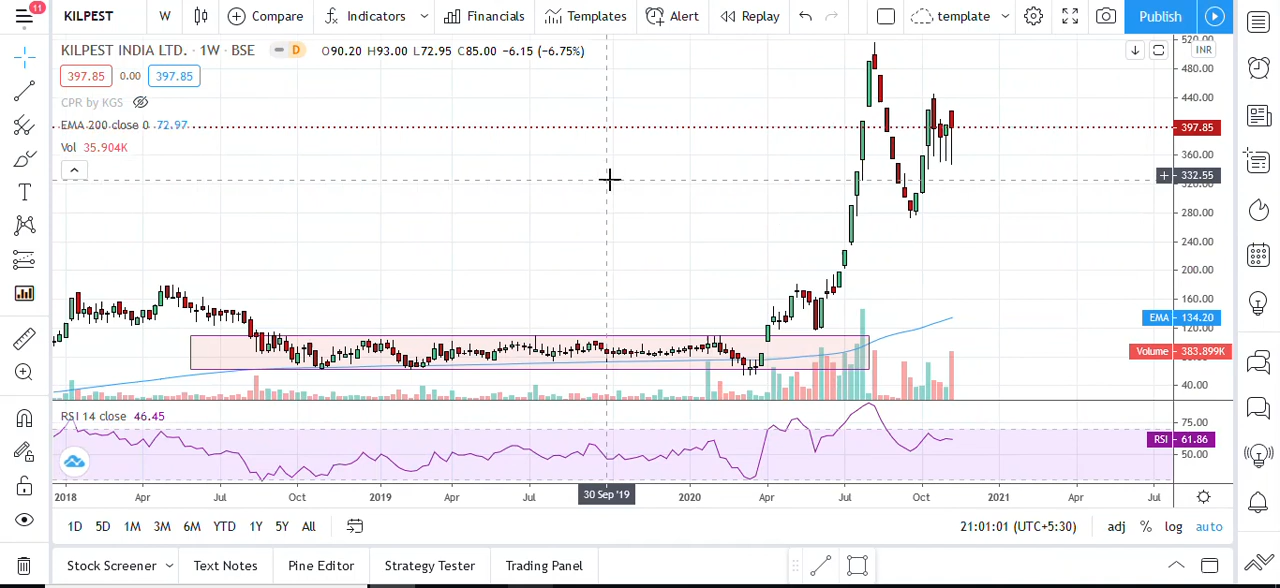 11
KILPEST W Compare Indicators Financials Templates Alert Replay template Publish
KILPEST INDIA LTD. · 1W · BSE D O90.20 H93.00 L72.95 C85.00 -6.15 (-6.75%)
397.85 0.00 397.85
CPR by KGS
EMA 200 close 0 72.97
Vol 35.904K
INR
520.00
480.00
440.00
397.85
360.00
332.55
320.00
280.00
240.00
200.00
160.00
EMA 134.20
120.00
Volume 383.899K
40.00
RSI 14 close 46.45
75.00
RSI 61.86
50.00
2018 Apr Jul Oct 2019 Apr Jul 30 Sep '19 2020 Apr Jul Oct 2021 Apr Jul
1D 5D 1M 3M 6M YTD 1Y 5Y All 21:01:01 (UTC+5:30) adj % log auto
Stock Screener Text Notes Pine Editor Strategy Tester Trading Panel